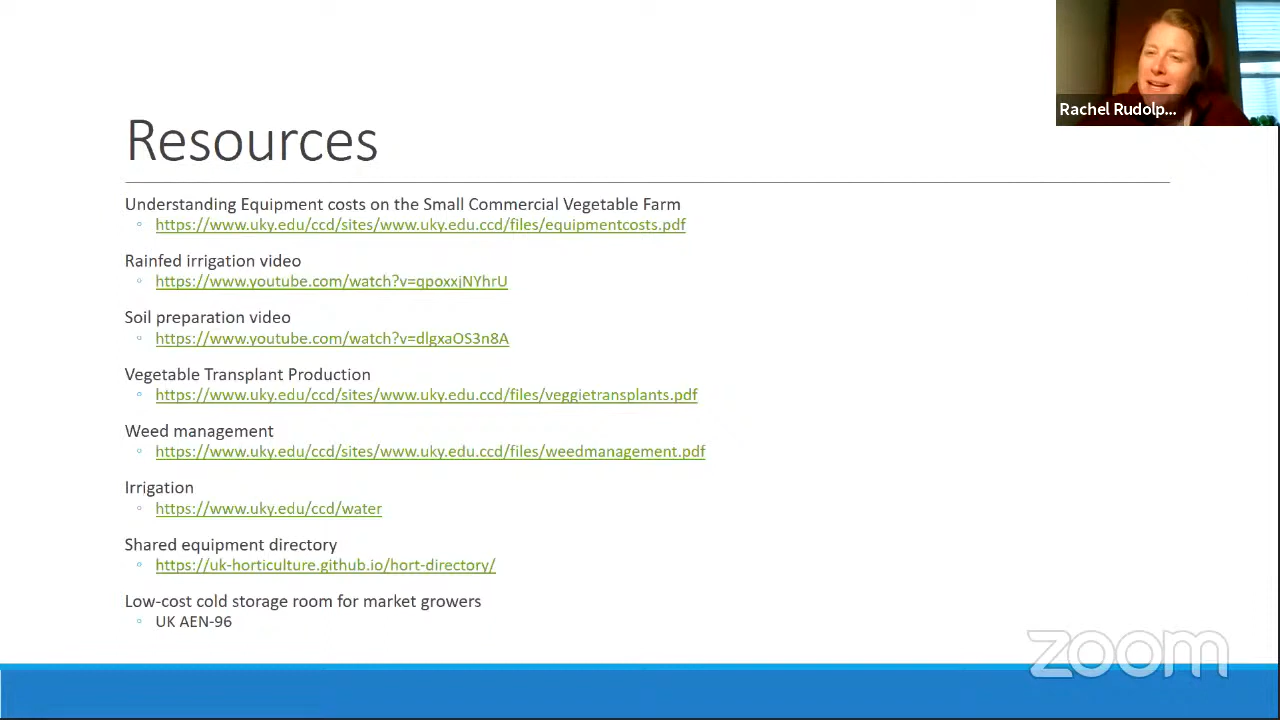 Rachel Rudolp...
Resources
Understanding Equipment costs on the Small Commercial Vegetable Farm
https://www.uky.edu/ccd/sites/www.uky.edu.ccd/files/equipmentcosts.pdf
Rainfed irrigation video
https://www.youtube.com/watch?v=qpoxxjNYhrU
Soil preparation video
https://www.youtube.com/watch?v=dlgxaOS3n8A
Vegetable Transplant Production
https://www.uky.edu/ccd/sites/www.uky.edu.ccd/files/veggietransplants.pdf
Weed management
https://www.uky.edu/ccd/sites/www.uky.edu.ccd/files/weedmanagement.pdf
Irrigation
https://www.uky.edu/ccd/water
Shared equipment directory
https://uk-horticulture.github.io/hort-directory/
Low-cost cold storage room for market growers
UK AEN-96
zoom